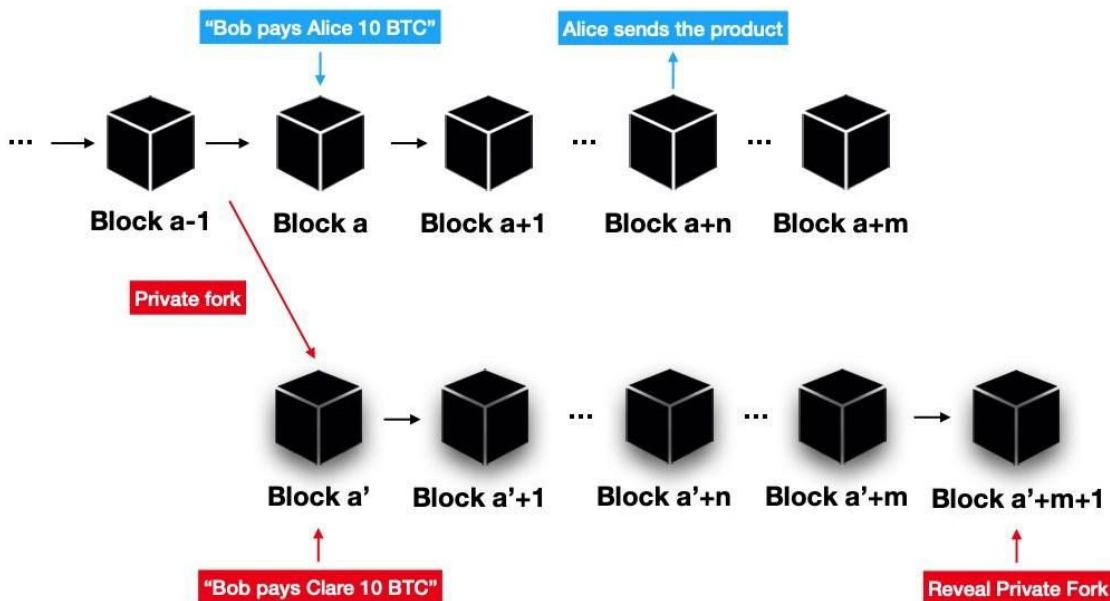 “Bob pays Alice 10 BTC” Alice sends the product
... ... ...
Block a-1 Block a Block a+1 Block a+n Block a+m
Private fork
... ...
Block a’ Block a’+1 Block a’+n Block a’+m Block a’+m+1
“Bob pays Clare 10 BTC” Reveal Private Fork